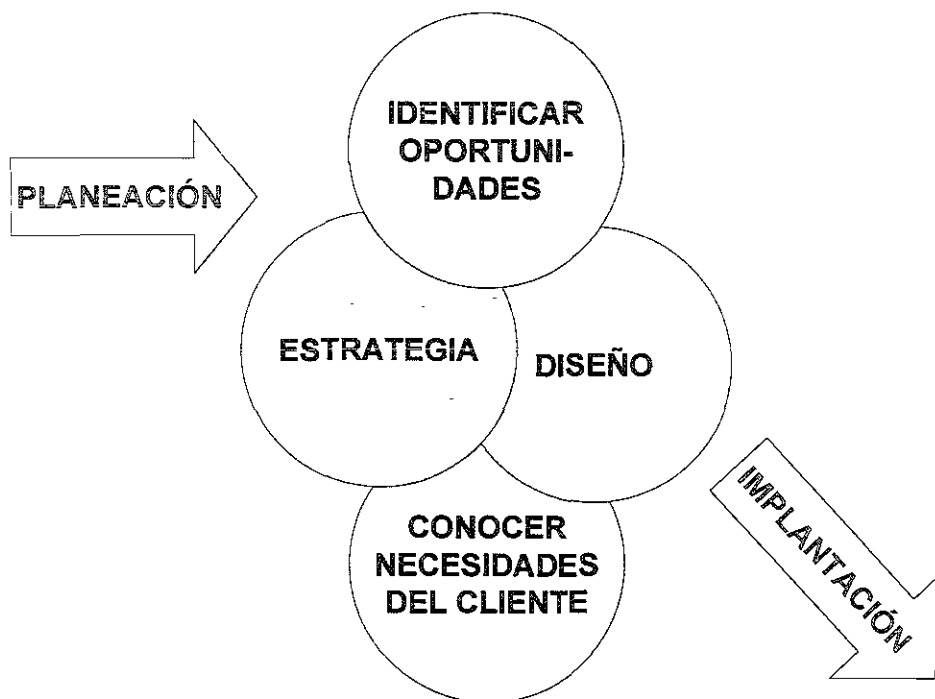 IDENTIFICAR
OPORTUNI-
DADES
PLANEACIÓN
ESTRATEGIA
DISEÑO
CONOCER
NECESIDADES
DEL CLIENTE
IMPLANTACIÓN